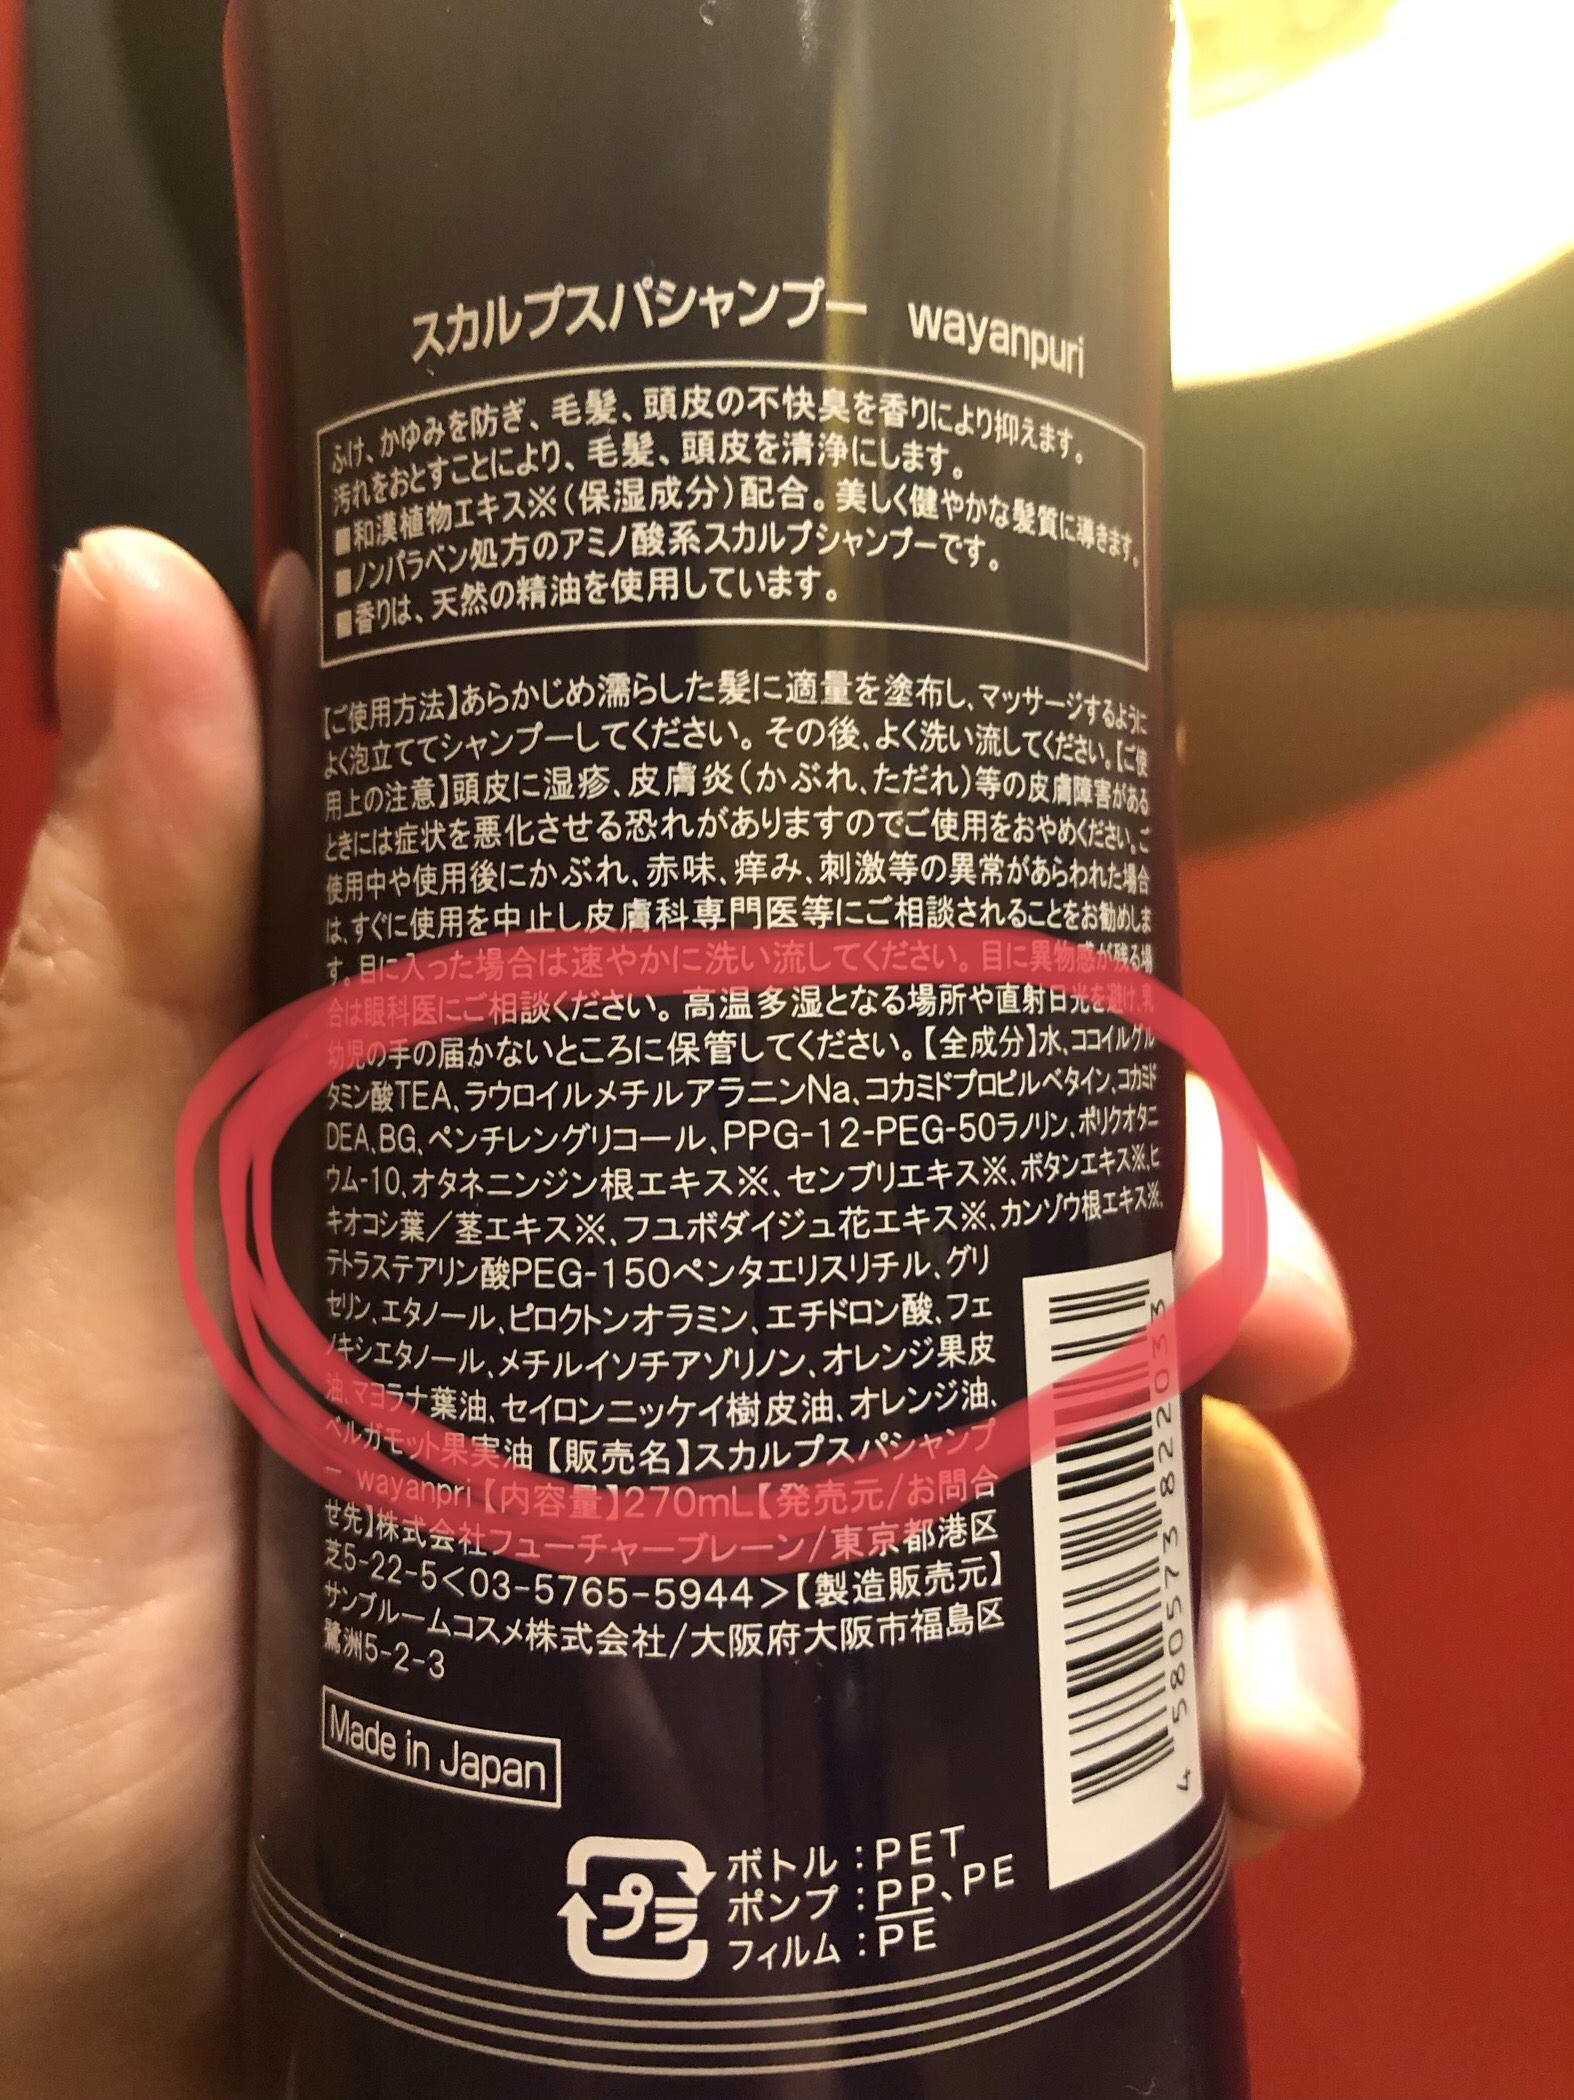 スカルプスパシャンプー wayanpuri
ふけ、かゆみを防ぎ、毛髪、頭皮の不快臭を香りにより抑えます。
汚れをおとすことにより、毛髪、頭皮を清浄にします。
■和漢植物エキス※（保湿成分）配合。美しく健やかな髪質に導きます。
■ノンパラベン処方のアミノ酸系スカルプシャンプーです。
■香りは、天然の精油を使用しています。
【ご使用方法】あらかじめ濡らした髪に適量を塗布し、マッサージするように
よく泡立ててシャンプーしてください。その後、よく洗い流してください。【ご使
用上の注意】頭皮に湿疹、皮膚炎（かぶれ、ただれ）等の皮膚障害がある
ときには症状を悪化させる恐れがありますのでご使用をおやめください。ご
使用中や使用後にかぶれ、赤味、痒み、刺激等の異常があらわれた場合
は、すぐに使用を中止し皮膚科専門医等にご相談されることをお勧めしま
す。目に入った場合は速やかに洗い流してください。目に異物感が残る場
合は眼科医にご相談ください。高温多湿となる場所や直射日光を避け、乳
幼児の手の届かないところに保管してください。【全成分】水、ココイルグル
タミン酸TEA、ラウロイルメチルアラニンNa、コカミドプロピルベタイン、コカミド
DEA、BG、ペンチレングリコール、PPG-12-PEG-50ラノリン、ポリクオタニ
ウム-10、オタネニンジン根エキス※、センブリエキス※、ボタンエキス※、ヒ
キオコシ葉/茎エキス※、フユボダイジュ花エキス※、カンゾウ根エキス※、
テトラステアリン酸PEG-150ペンタエリスリチル、グリ
セリン、エタノール、ピロクトンオラミン、エチドロン酸、フェ
ノキシエタノール、メチルイソチアゾリノン、オレンジ果皮
油、マヨラナ葉油、セイロンニッケイ樹皮油、オレンジ油、
ベルガモット果実油【販売名】スカルプスパシャンプ
ー wayanpri【内容量】270mL【発売元/お問合
せ先】株式会社フューチャーブレーン/東京都港区
芝5-22-5<03-5765-5944>【製造販売元】
サンブルームコスメ株式会社/大阪府大阪市福島区
鷺洲5-2-3
4 580573 822033
Made in Japan
プラ
ボトル：PET
ポンプ：PP、PE
フィルム：PE